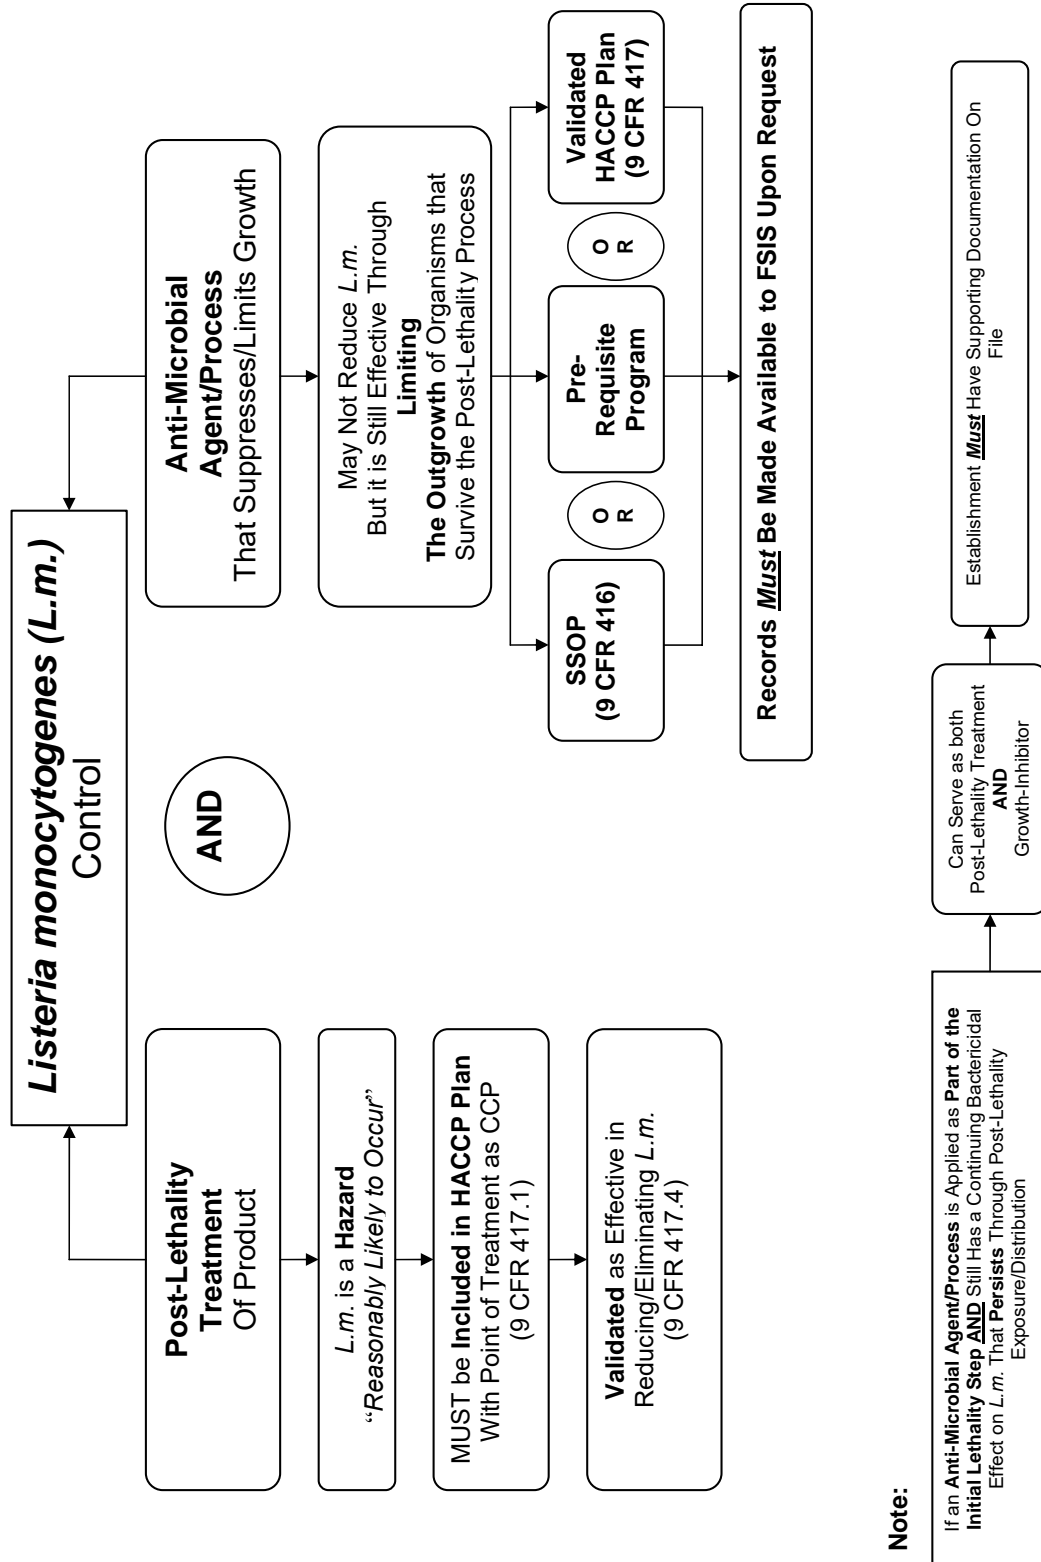 Listeria monocytogenes (L.m.)
Control
Post-Lethality
Treatment
Of Product
AND
Anti-Microbial
Agent/Process
That Suppresses/Limits Growth
L.m. is a Hazard
“Reasonably Likely to Occur”
May Not Reduce L.m.
But it is Still Effective Through
Limiting
The Outgrowth of Organisms that
Survive the Post-Lethality Process
MUST be Included in HACCP Plan
With Point of Treatment as CCP
(9 CFR 417.1)
Validated as Effective in
Reducing/Eliminating L.m.
(9 CFR 417.4)
SSOP
(9 CFR 416)
O
R
Pre-
Requisite
Program
O
R
Validated
HACCP Plan
(9 CFR 417)
Records Must Be Made Available to FSIS Upon Request
Note:
If an Anti-Microbial Agent/Process is Applied as Part of the
Initial Lethality Step AND Still Has a Continuing Bactericidal
Effect on L.m. That Persists Through Post-Lethality
Exposure/Distribution
Can Serve as both
Post-Lethality Treatment
AND
Growth-Inhibitor
Establishment Must Have Supporting Documentation On
File